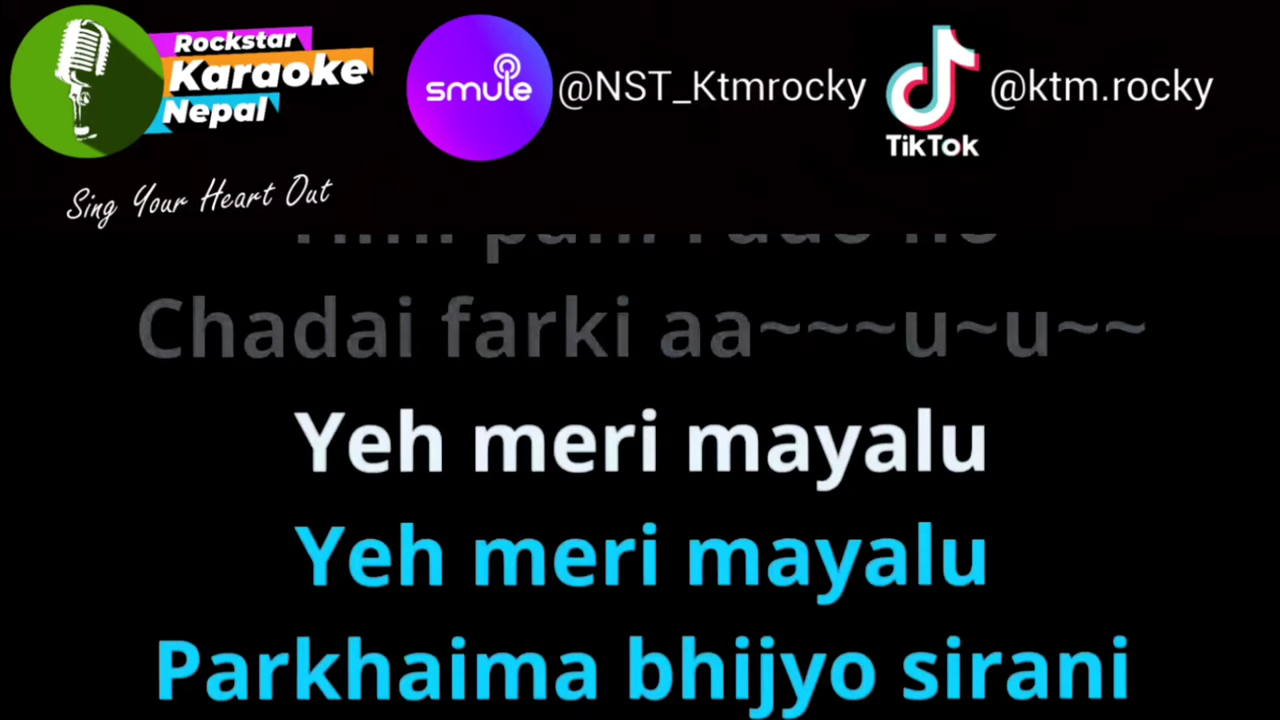 Rockstar
Karaoke
Nepal
smule
@NST_Ktmrocky
TikTok
@ktm.rocky
Sing Your Heart Out
Chadai farki aa~~~u~u~~
Yeh meri mayalu
Yeh meri mayalu
Parkhaima bhijyo sirani